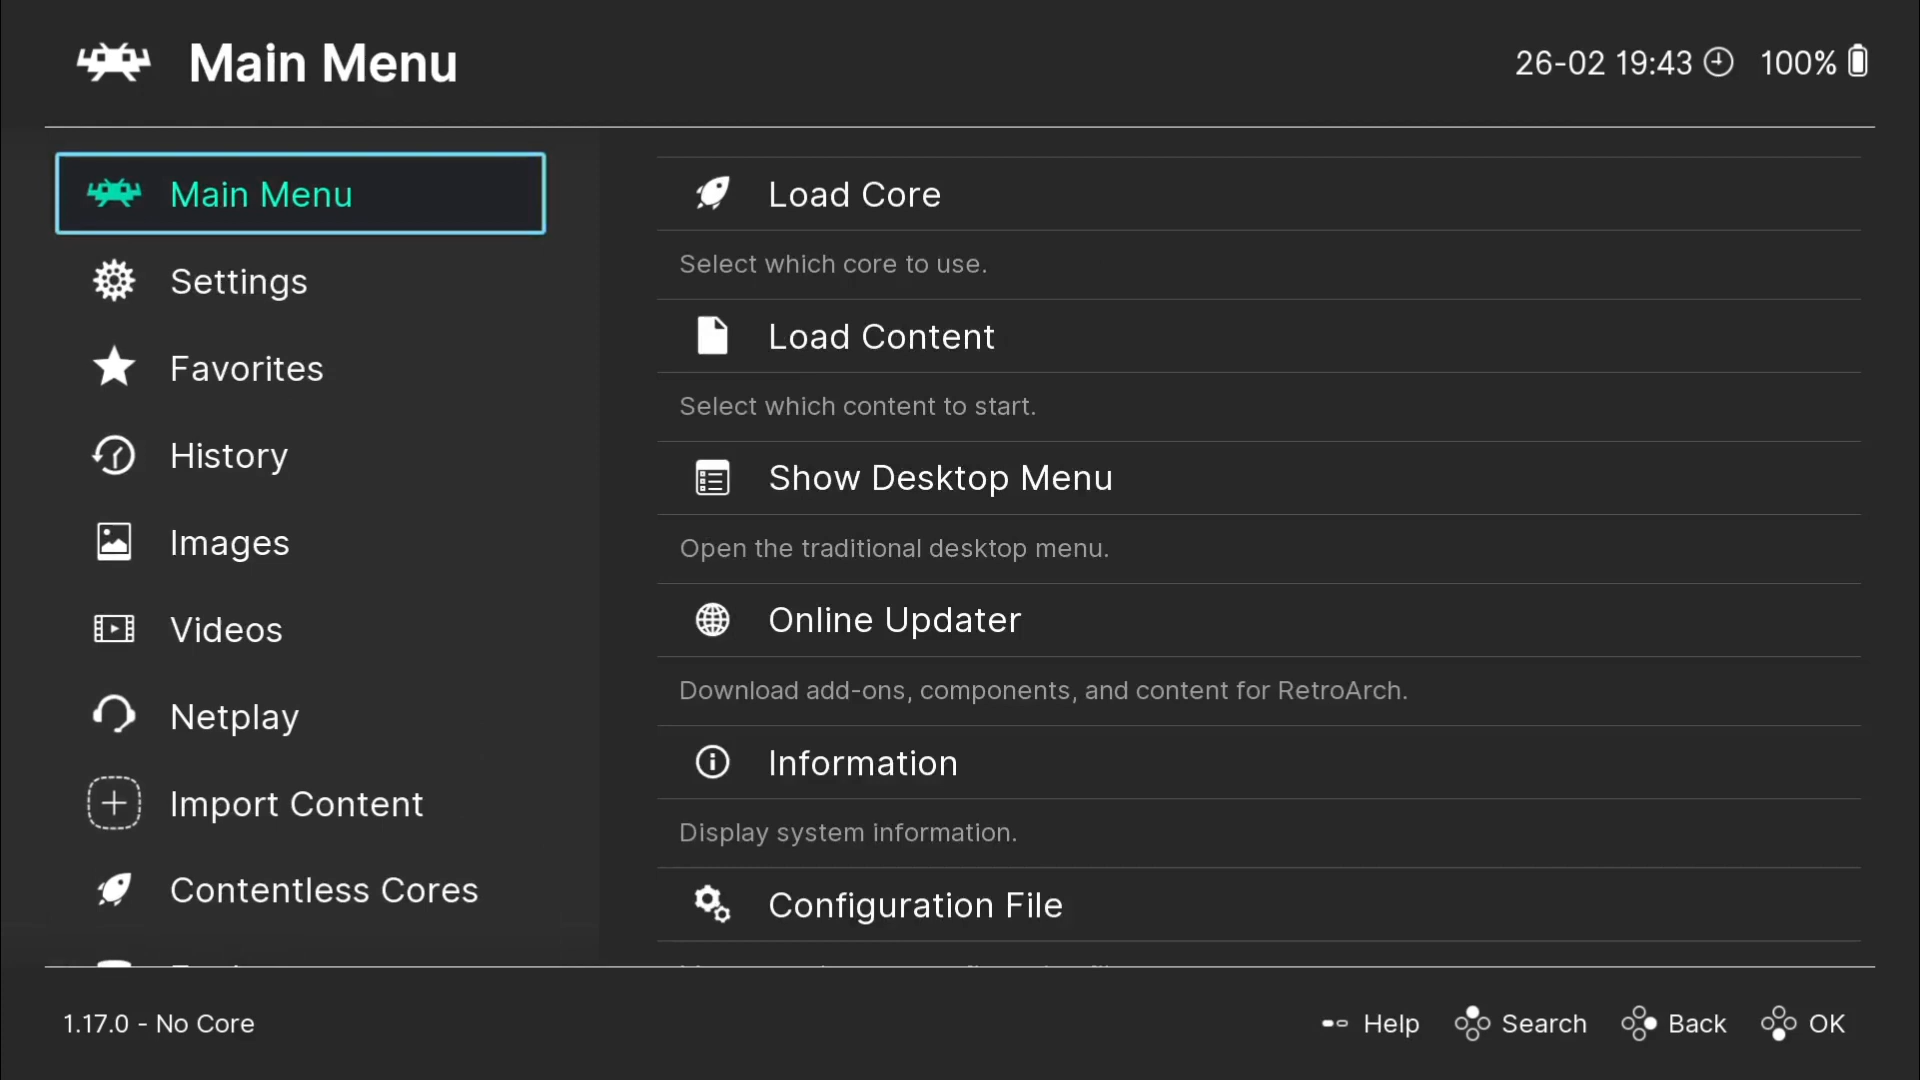 Main Menu
26-02 19:43 100%
Main Menu
Settings
Favorites
History
Images
Videos
Netplay
Import Content
Contentless Cores
Load Core
Select which core to use.
Load Content
Select which content to start.
Show Desktop Menu
Open the traditional desktop menu.
Online Updater
Download add-ons, components, and content for RetroArch.
Information
Display system information.
Configuration File
1.17.0 - No Core
Help Search Back OK